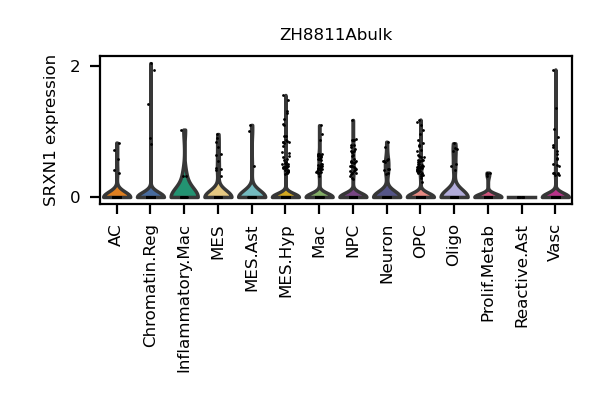 ZH8811Abulk
SRXN1 expression
2
0
AC
Chromatin.Reg
Inflammatory.Mac
MES
MES.Ast
MES.Hyp
Mac
NPC
Neuron
OPC
Oligo
Prolif.Metab
Reactive.Ast
Vasc